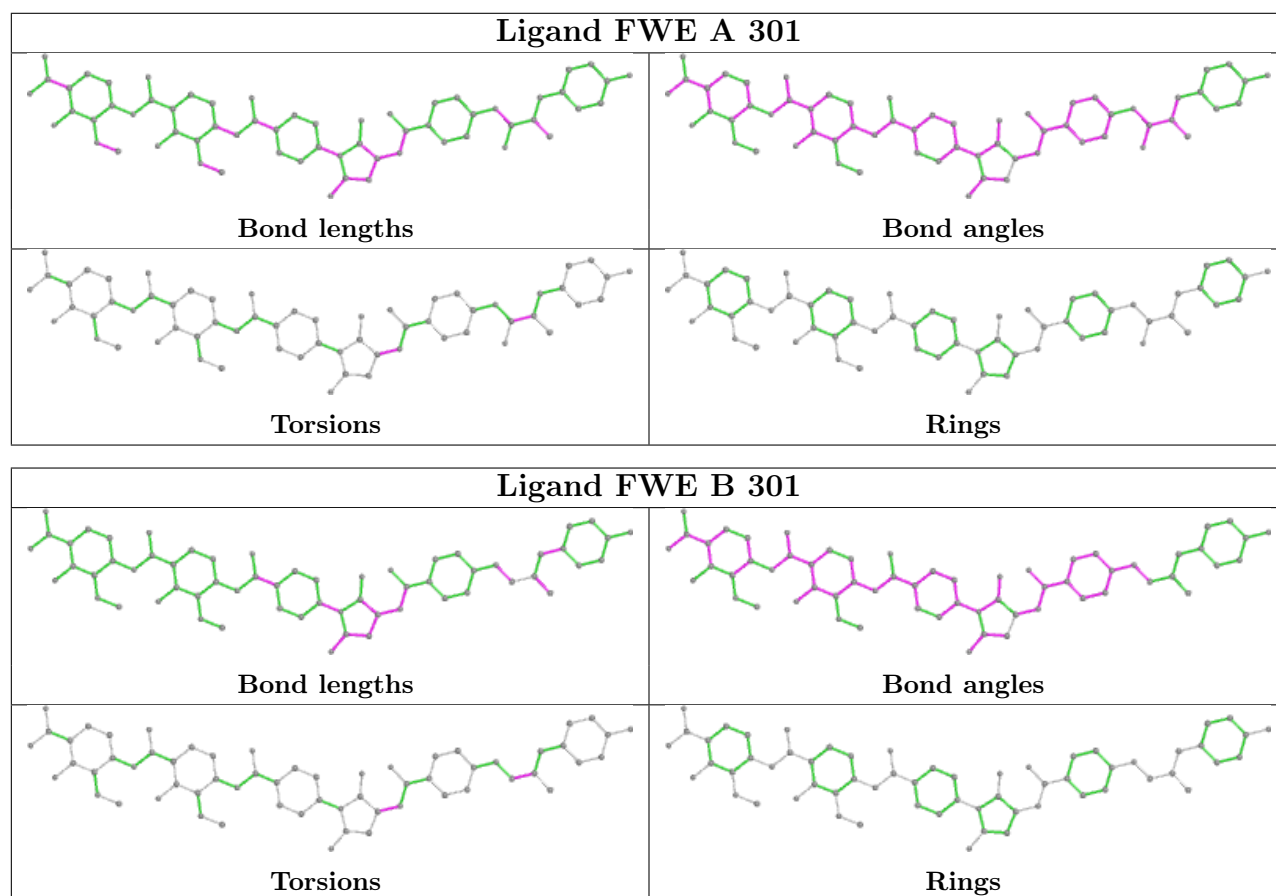 Ligand FWE A 301
Bond lengths
Bond angles
Torsions
Rings
Ligand FWE B 301
Bond lengths
Bond angles
Torsions
Rings